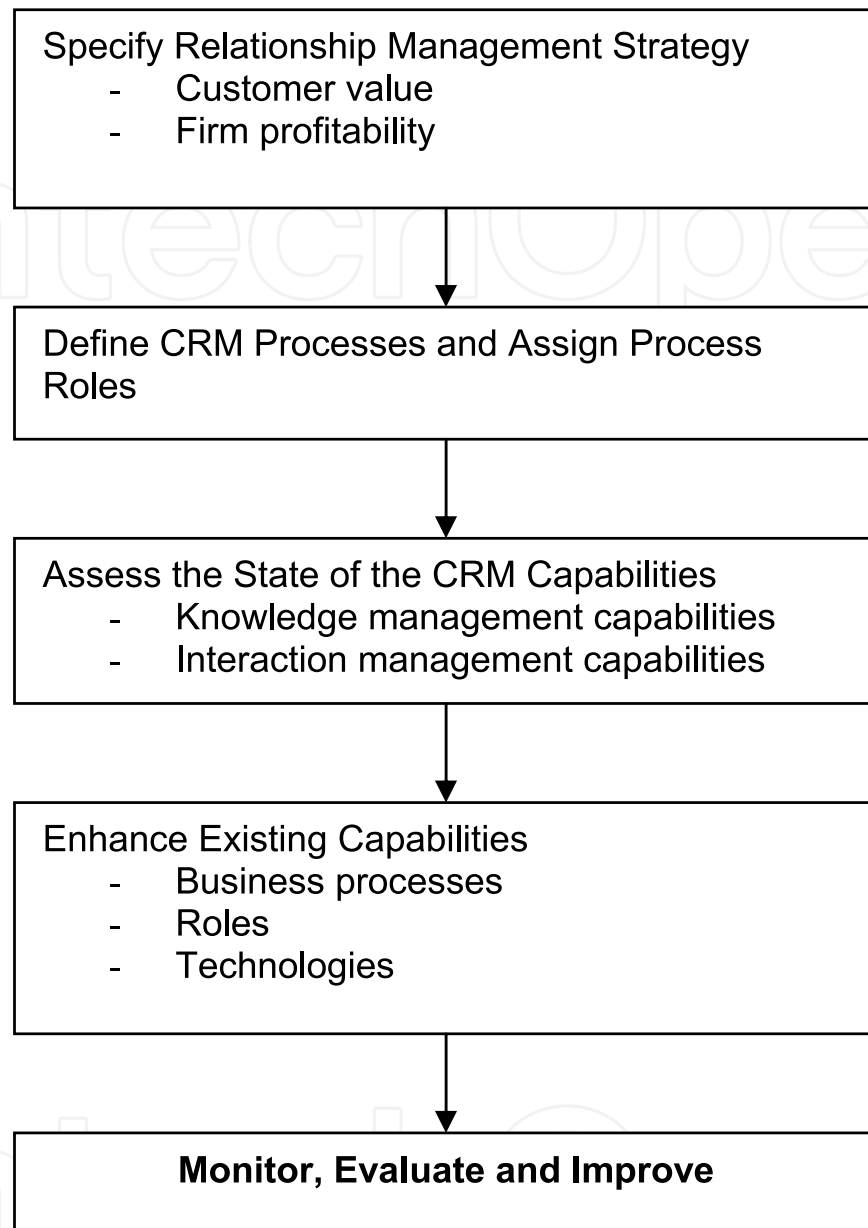 Specify Relationship Management Strategy
- Customer value
- Firm profitability
Define CRM Processes and Assign Process
Roles
Assess the State of the CRM Capabilities
- Knowledge management capabilities
- Interaction management capabilities
Enhance Existing Capabilities
- Business processes
- Roles
- Technologies
Monitor, Evaluate and Improve